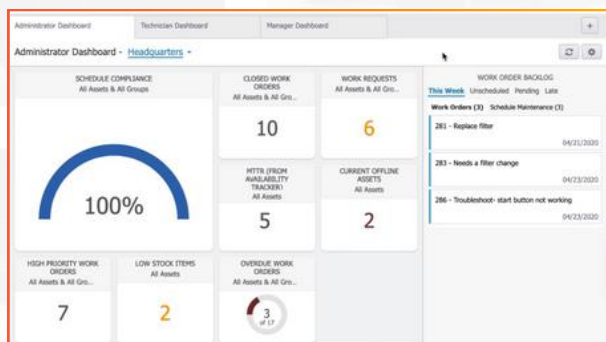 Administrator Dashboard
Technician Dashboard
Manager Dashboard
+
Administrator Dashboard - Headquarters
SCHEDULE COMPLIANCE
All Assets & All Groups
100%
CLOSED WORK
ORDERS
All Assets & All Gro...
10
WORK REQUESTS
All Assets & All Gro...
6
MTTR (FROM
AVAILABILITY
TRACKER)
All Assets
5
CURRENT OFFLINE
ASSETS
All Assets
2
HIGH PRIORITY WORK
ORDERS
All Assets & All Gro...
7
LOW STOCK ITEMS
All Assets
2
OVERDUE WORK
ORDERS
All Assets & All Gro...
3
of 17
WORK ORDER BACKLOG
This Week Unscheduled Pending Late
Work Orders (3) Schedule Maintenance (3)
281 - Replace filter
04/21/2020
283 - Needs a filter change
04/23/2020
286 - Troubleshoot- start button not working
04/23/2020